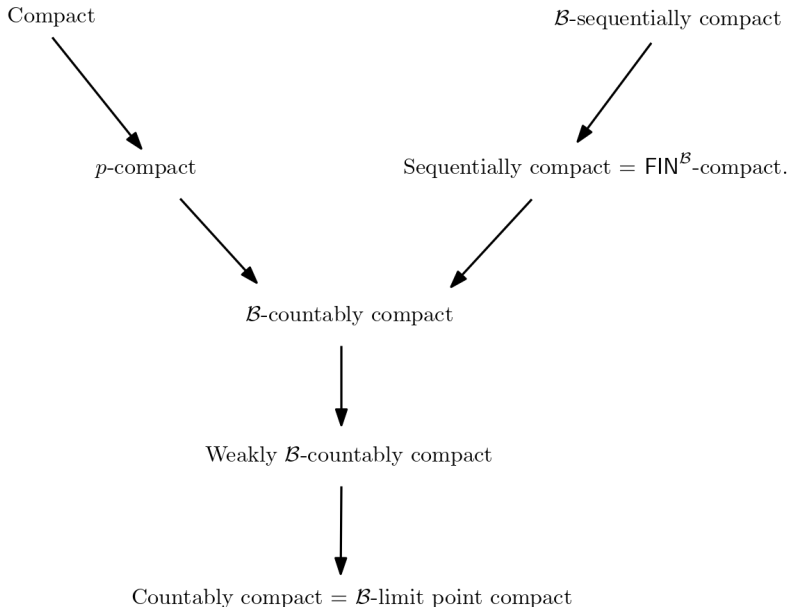 Compact
𝓑-sequentially compact
p-compact
Sequentially compact = FIN^𝓑-compact.
𝓑-countably compact
Weakly 𝓑-countably compact
Countably compact = 𝓑-limit point compact